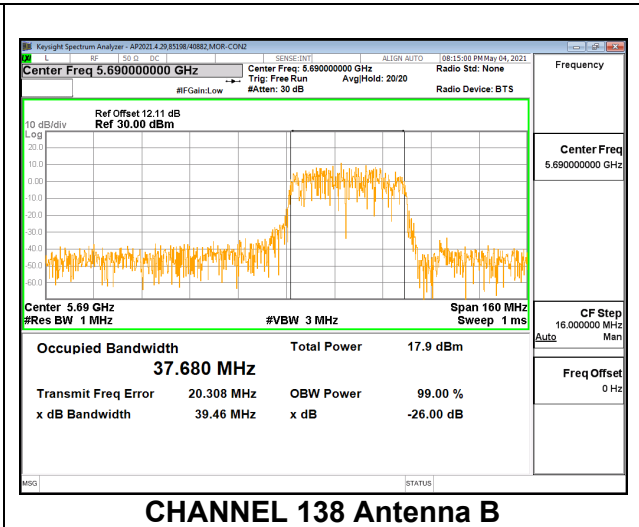 Keysight Spectrum Analyzer - AP2021.4.29,85198/40882,MOR-CON2
L RF 50 Ω DC SENSE:INT ALIGN AUTO 08:15:00 PM May 04, 2021
Center Freq 5.690000000 GHz Center Freq: 5.690000000 GHz Radio Std: None Frequency
Trig: Free Run Avg|Hold: 20/20
#IFGain:Low #Atten: 30 dB Radio Device: BTS
Ref Offset 12.11 dB
10 dB/div Ref 30.00 dBm
Log
20.0
10.0
0.00
-10.0
-20.0
-30.0
-40.0
-50.0
-60.0
Center Freq
5.690000000 GHz
Center 5.69 GHz Span 160 MHz
#Res BW 1 MHz #VBW 3 MHz Sweep 1 ms
CF Step
16.000000 MHz
Auto Man
Occupied Bandwidth Total Power 17.9 dBm
37.680 MHz
Transmit Freq Error 20.308 MHz OBW Power 99.00 %
x dB Bandwidth 39.46 MHz x dB -26.00 dB
Freq Offset
0 Hz
MSG STATUS
CHANNEL 138 Antenna B